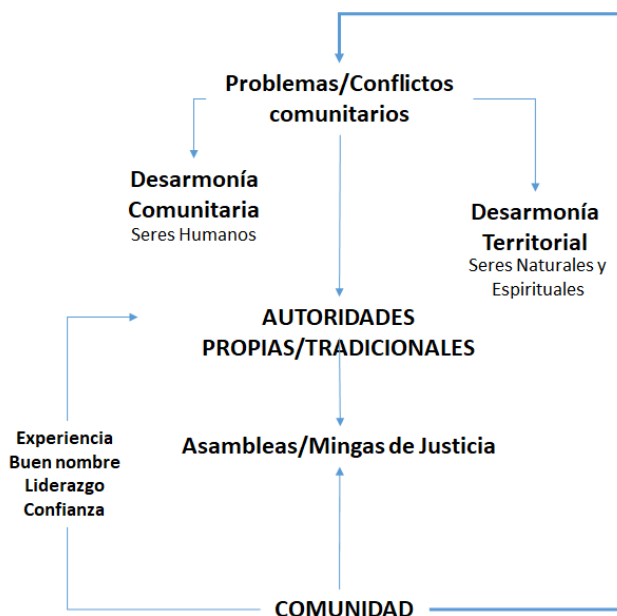 Problemas/Conflictos
comunitarios
Desarmonía
Comunitaria
Seres Humanos
Desarmonía
Territorial
Seres Naturales y
Espirituales
AUTORIDADES
PROPIAS/TRADICIONALES
Experiencia
Buen nombre
Liderazgo
Confianza
Asambleas/Mingas de Justicia
COMUNIDAD